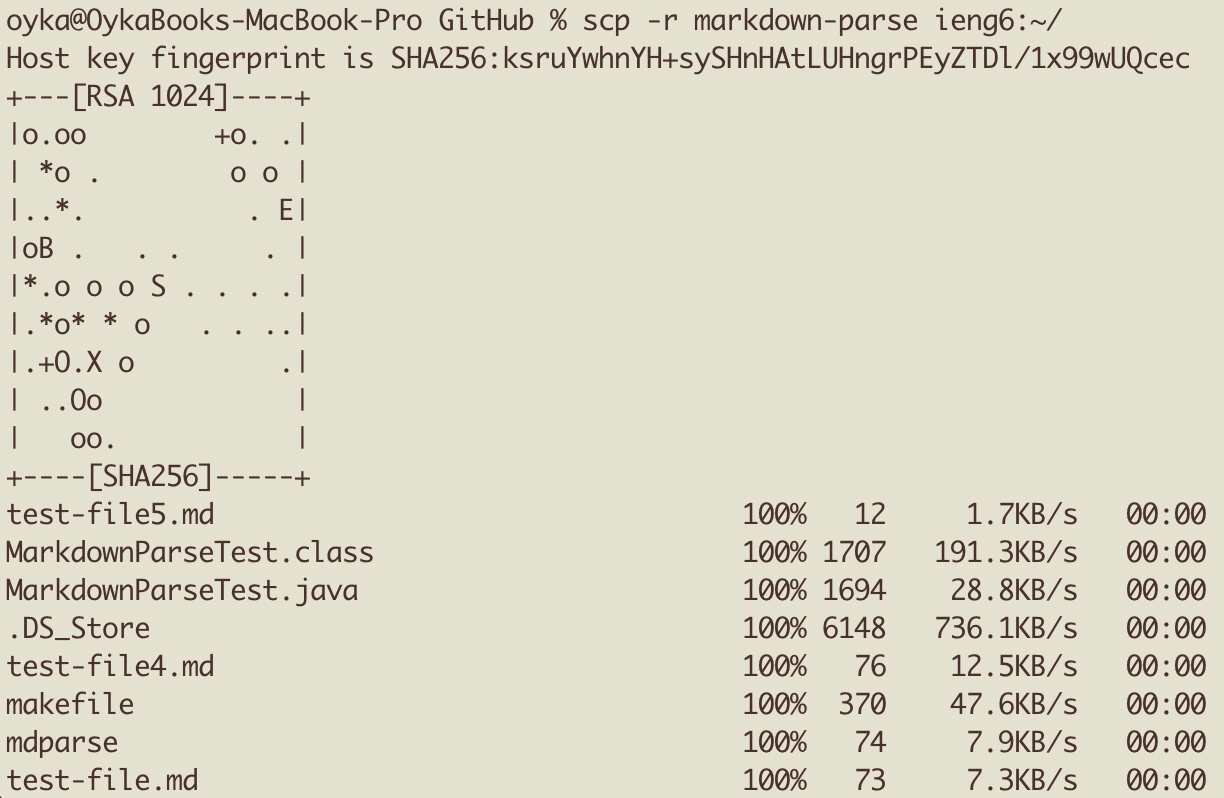 oyka@OykaBooks-MacBook-Pro GitHub % scp -r markdown-parse ieng6:~/
Host key fingerprint is SHA256:ksruYwhnYH+sySHnHAtLUHngrPEyZTDl/1x99wUQcec
+---[RSA 1024]----+
|o.oo        +o. .|
| *o .        o o |
|..*.          . E|
|oB .   . .     . |
|*.o o o S . . . .|
|.*o* * o   . . ..|
|.+O.X o         .|
| ..Oo            |
|   oo.           |
+----[SHA256]-----+
test-file5.md                                 100%   12     1.7KB/s   00:00
MarkdownParseTest.class                       100% 1707   191.3KB/s   00:00
MarkdownParseTest.java                        100% 1694    28.8KB/s   00:00
.DS_Store                                     100% 6148   736.1KB/s   00:00
test-file4.md                                 100%   76    12.5KB/s   00:00
makefile                                      100%  370    47.6KB/s   00:00
mdparse                                       100%   74     7.9KB/s   00:00
test-file.md                                  100%   73     7.3KB/s   00:00